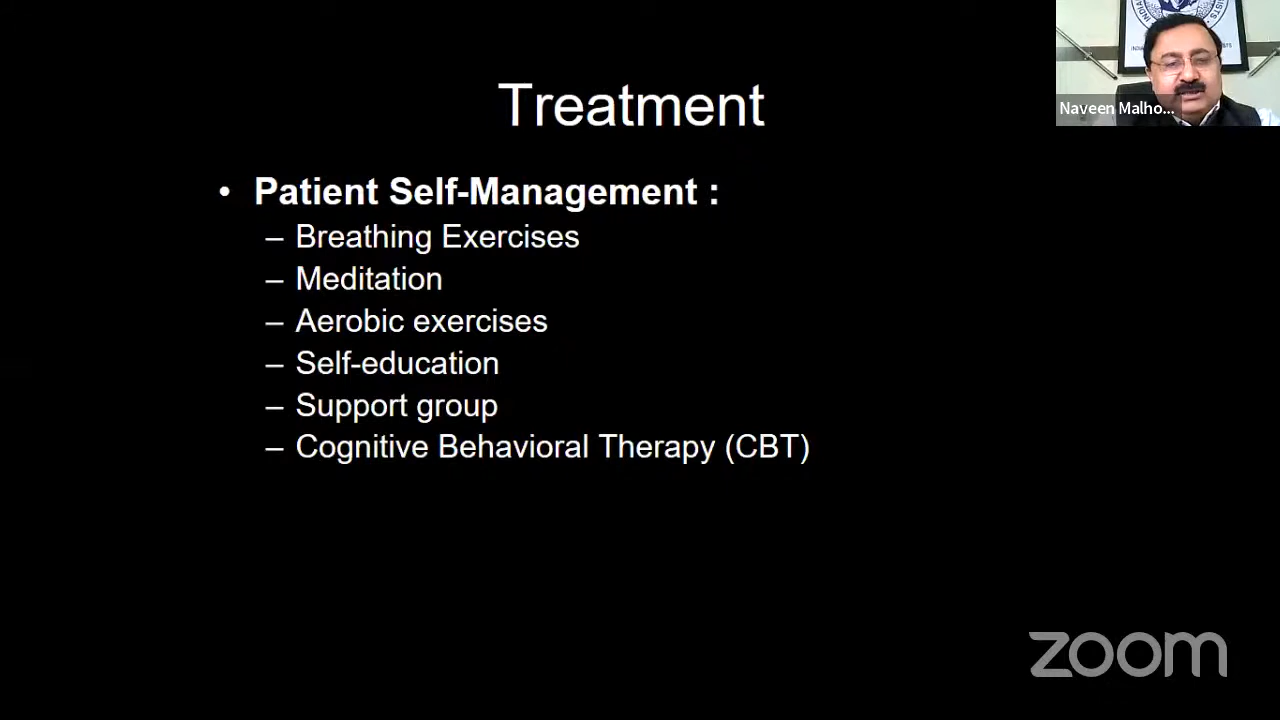 Treatment
• Patient Self-Management :
– Breathing Exercises
– Meditation
– Aerobic exercises
– Self-education
– Support group
– Cognitive Behavioral Therapy (CBT)
Naveen Malho...
zoom